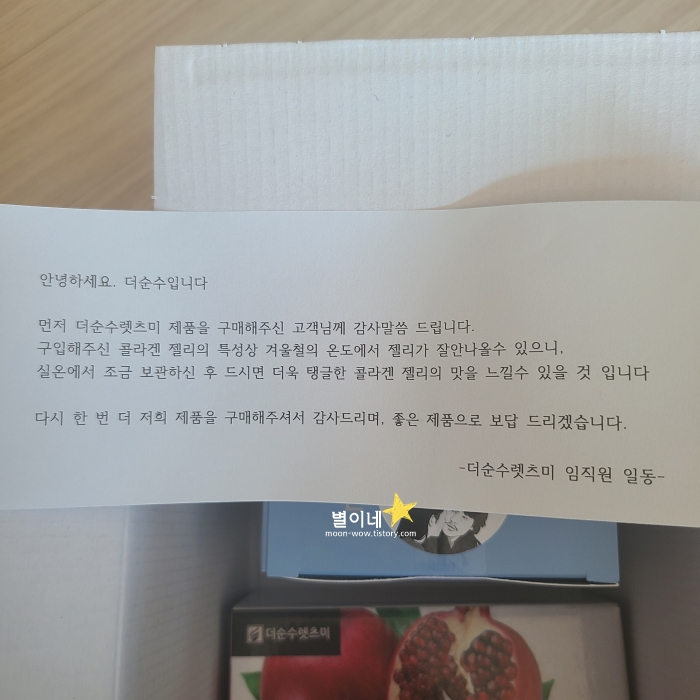 안녕하세요. 더순수입니다
먼저 더순수렛츠미 제품을 구매해주신 고객님께 감사말씀 드립니다.
구입해주신 콜라겐 젤리의 특성상 겨울철의 온도에서 젤리가 잘안나올수 있으니,
실온에서 조금 보관하신 후 드시면 더욱 탱글한 콜라겐 젤리의 맛을 느낄수 있을 것 입니다
다시 한 번 더 저희 제품을 구매해주셔서 감사드리며, 좋은 제품으로 보답 드리겠습니다.
-더순수렛츠미 임직원 일동-
별이네
moon-wow.tistory.com
더순수렛츠미